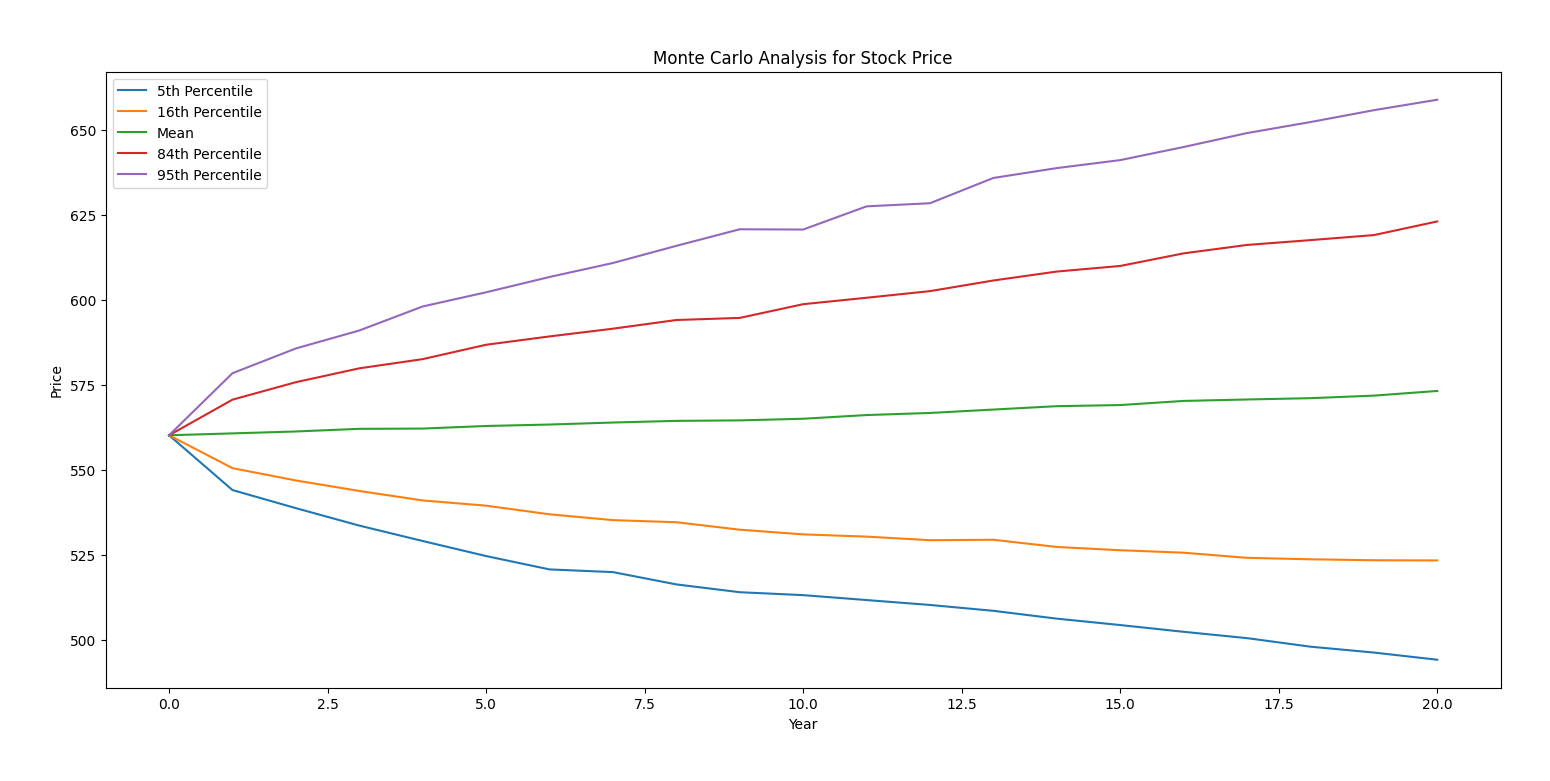 Monte Carlo Analysis for Stock Price
5th Percentile
16th Percentile
Mean
84th Percentile
95th Percentile
650
625
600
575
550
525
500
Price
0.0 2.5 5.0 7.5 10.0 12.5 15.0 17.5 20.0
Year